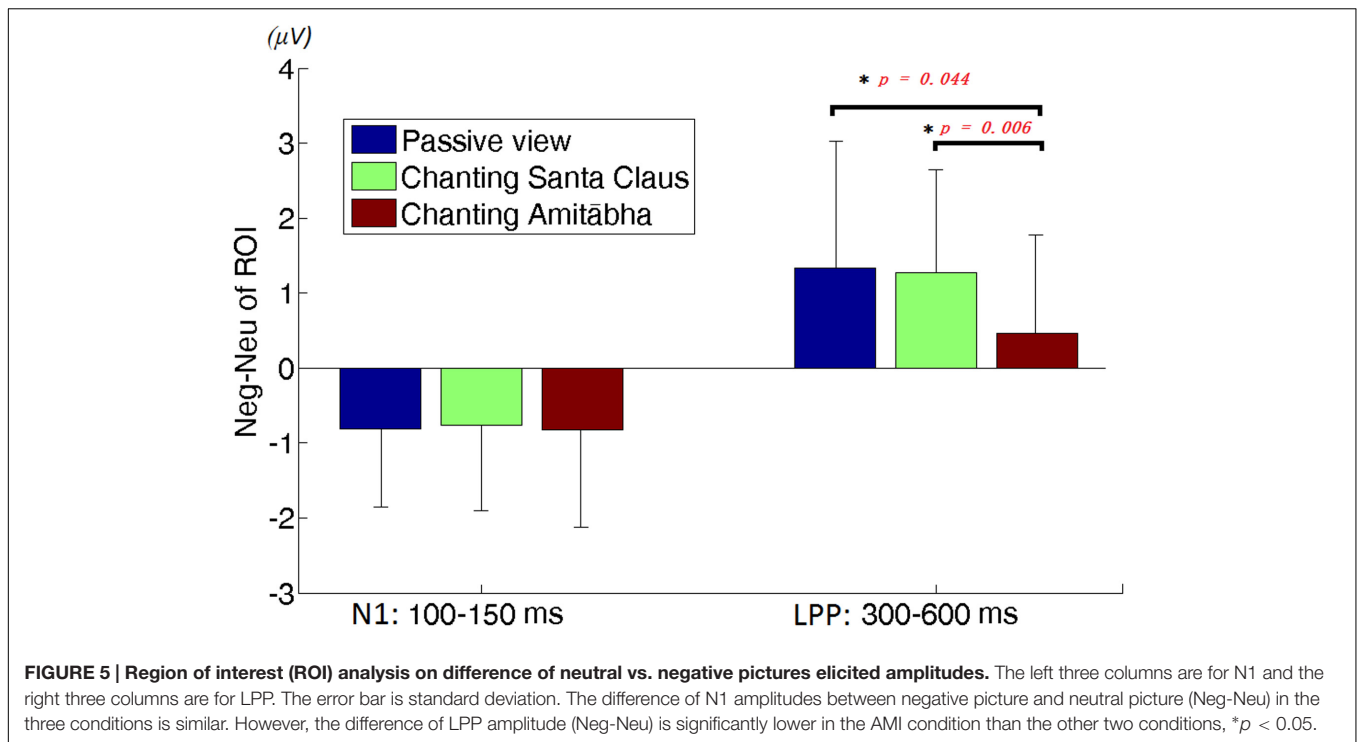 (μV)
4
3
2
1
0
-1
-2
-3
Neg-Neu of ROI
Passive view
Chanting Santa Claus
Chanting Amitābha
* p = 0.044
* p = 0.006
N1: 100-150 ms
LPP: 300-600 ms
FIGURE 5 | Region of interest (ROI) analysis on difference of neutral vs. negative pictures elicited amplitudes. The left three columns are for N1 and the
right three columns are for LPP. The error bar is standard deviation. The difference of N1 amplitudes between negative picture and neutral picture (Neg-Neu) in the
three conditions is similar. However, the difference of LPP amplitude (Neg-Neu) is significantly lower in the AMI condition than the other two conditions, *p < 0.05.